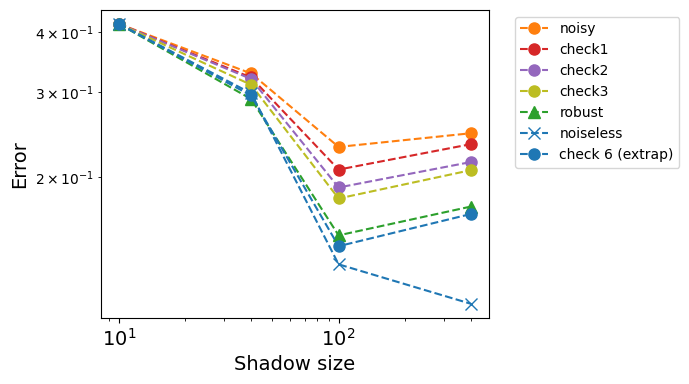 4 × 10⁻¹
3 × 10⁻¹
2 × 10⁻¹
Error
10¹
10²
Shadow size
noisy
check1
check2
check3
robust
noiseless
check 6 (extrap)